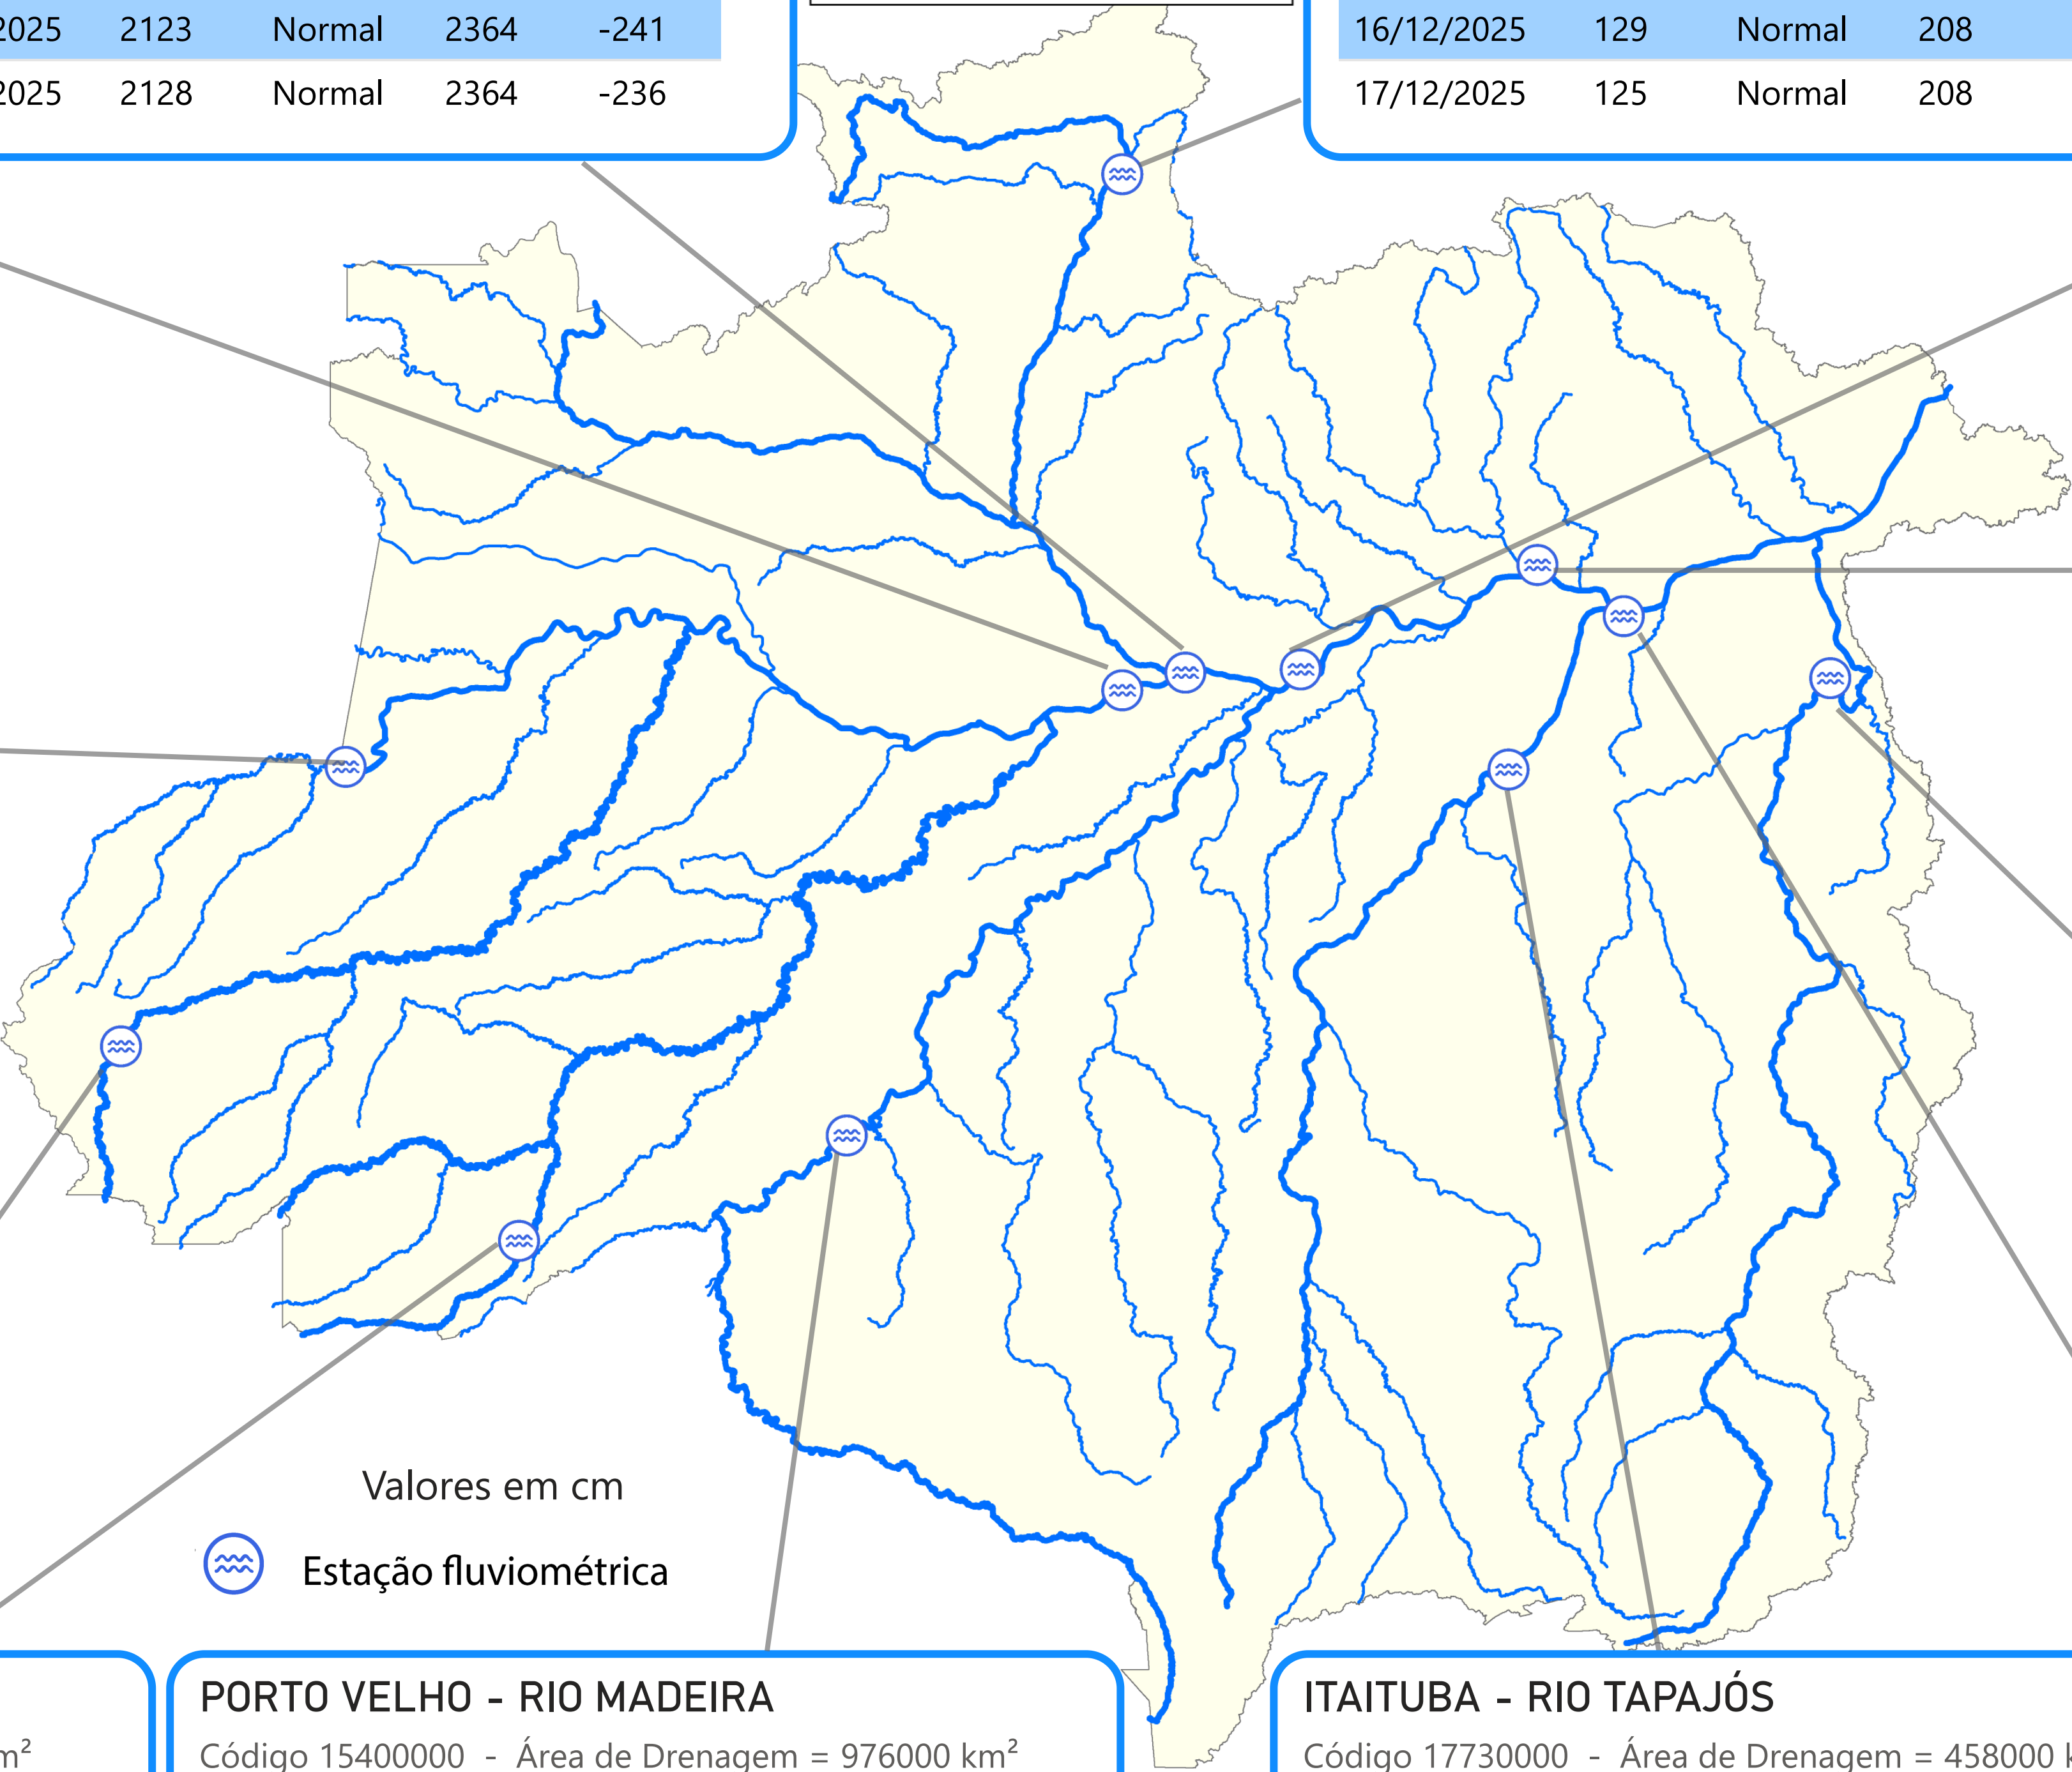 2025 2123 Normal 2364 -241
2025 2128 Normal 2364 -236
16/12/2025 129 Normal 208
17/12/2025 125 Normal 208
Valores em cm
Estação fluviométrica
m²
PORTO VELHO - RIO MADEIRA
Código 15400000 - Área de Drenagem = 976000 km²
ITAITUBA - RIO TAPAJÓS
Código 17730000 - Área de Drenagem = 458000 k